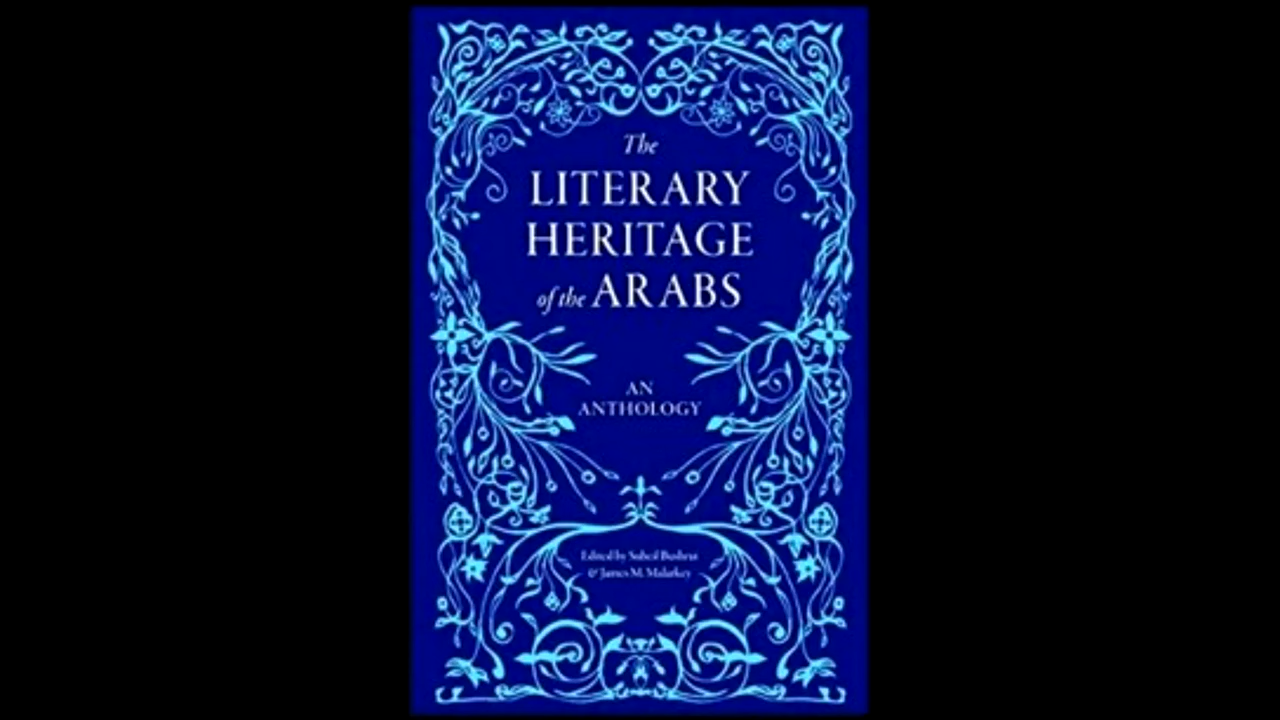 The
LITERARY
HERITAGE
of the ARABS
AN
ANTHOLOGY
Edited by Suheil Bushrui
& James M. Malarkey